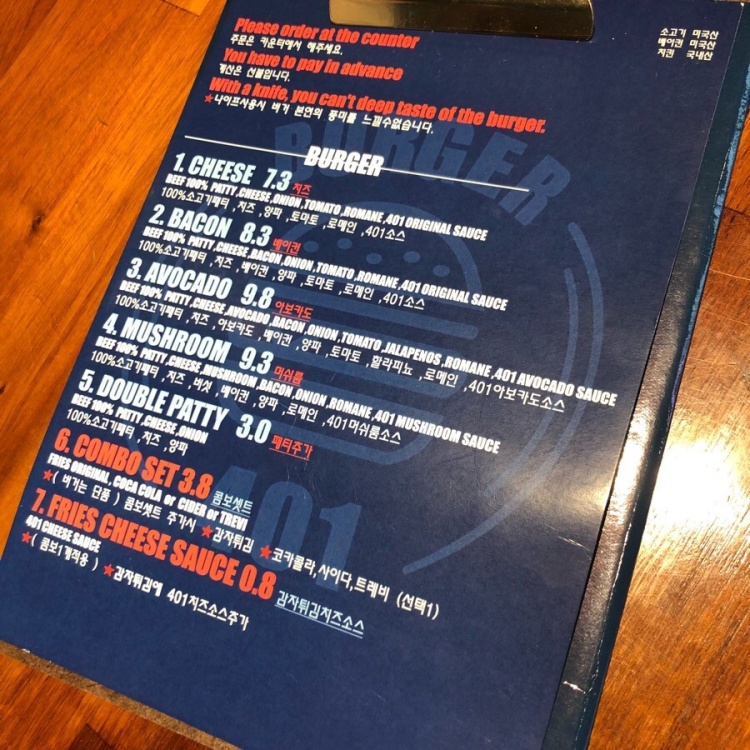 Please order at the counter
주문은 카운터에서 해주세요.
You have to pay in advance
계산은 선불입니다.
With a knife, you can't deep taste of the burger.
★나이프사용시 버거 본연의 풍미를 느낄수없습니다.
소고기 미국산
베이컨 미국산
치킨 국내산
BURGER
BURGER
1. CHEESE 7.3 치즈
BEEF 100% PATTY,CHEESE,ONION,TOMATO,ROMANE,401 ORIGINAL SAUCE
100%소고기패티 ,치즈 ,양파 ,토마토 ,로메인 ,401소스
2. BACON 8.3 베이컨
BEEF 100% PATTY,CHEESE,BACON,ONION,TOMATO,ROMANE,401 ORIGINAL SAUCE
100%소고기패티 ,치즈 ,베이컨 ,양파 ,토마토 ,로메인 ,401소스
3. AVOCADO 9.8 아보카도
BEEF 100% PATTY,CHEESE,AVOCADO,BACON,ONION,TOMATO,JALAPENOS,ROMANE,401 AVOCADO SAUCE
100%소고기패티 ,치즈 ,아보카도 ,베이컨 ,양파 ,토마토 ,할라피뇨 ,로메인 ,401아보카도소스
4. MUSHROOM 9.3 머쉬룸
BEEF 100% PATTY,CHEESE,MUSHROOM,BACON,ONION,ROMANE,401 MUSHROOM SAUCE
100%소고기패티 ,치즈 ,버섯 ,베이컨 ,양파 ,로메인 ,401머쉬룸소스
5. DOUBLE PATTY 3.0 패티추가
BEEF 100% PATTY,CHEESE,ONION
100%소고기패티 ,치즈 ,양파
6. COMBO SET 3.8 콤보셋트
FRIES ORIGINAL, COCA COLA or CIDER or TREVI
★( 버거는 단품 ) 콤보셋트 주가시 ★감자튀김 ★코카콜라,사이다,트레비 (선택1)
7. FRIES CHEESE SAUCE 0.8 감자튀김치즈소스
401 CHEESE SAUCE
★( 콤보1개적용 ) ★감자튀김에 401치즈소스추가
401